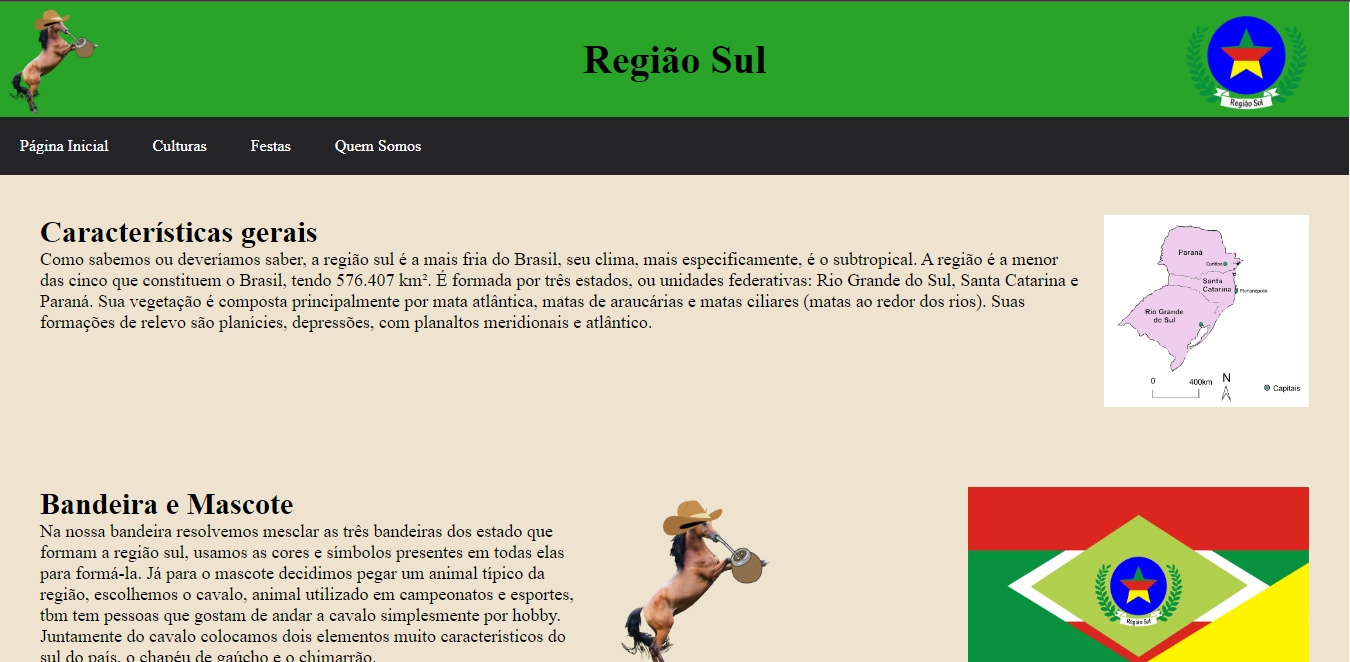 Região Sul
Região Sul
Página Inicial Culturas Festas Quem Somos
Características gerais
Como sabemos ou deveríamos saber, a região sul é a mais fria do Brasil, seu clima, mais especificamente, é o subtropical. A região é a menor
das cinco que constituem o Brasil, tendo 576.407 km². É formada por três estados, ou unidades federativas: Rio Grande do Sul, Santa Catarina e
Paraná. Sua vegetação é composta principalmente por mata atlântica, matas de araucárias e matas ciliares (matas ao redor dos rios). Suas
formações de relevo são planícies, depressões, com planaltos meridionais e atlântico.
Paraná
Curitiba
Santa
Catarina
Florianópolis
Rio Grande
do Sul
0 400km N
Capitais
Bandeira e Mascote
Na nossa bandeira resolvemos mesclar as três bandeiras dos estado que
formam a região sul, usamos as cores e simbolos presentes em todas elas
para formá-la. Já para o mascote decidimos pegar um animal típico da
região, escolhemos o cavalo, animal utilizado em campeonatos e esportes,
tbm tem pessoas que gostam de andar a cavalo simplesmente por hobby.
Juntamente do cavalo colocamos dois elementos muito característicos do
sul do país, o chapéu de gaúcho e o chimarrão.
Região Sul